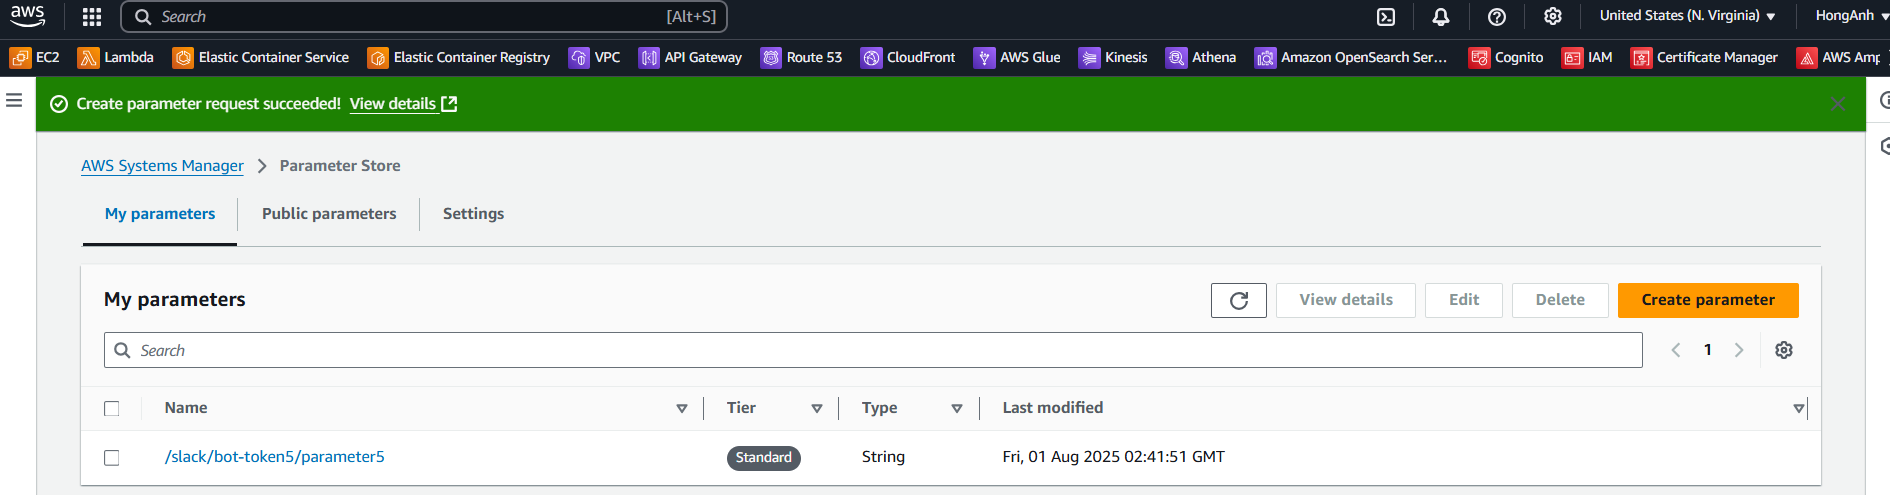 aws Search [Alt+S] United States (N. Virginia) HongAnh
EC2 Lambda Elastic Container Service Elastic Container Registry VPC API Gateway Route 53 CloudFront AWS Glue Kinesis Athena Amazon OpenSearch Ser... Cognito IAM Certificate Manager AWS Amp
Create parameter request succeeded! View details
AWS Systems Manager > Parameter Store
My parameters Public parameters Settings
My parameters View details Edit Delete Create parameter
Search 1
Name Tier Type Last modified
/slack/bot-token5/parameter5 Standard String Fri, 01 Aug 2025 02:41:51 GMT